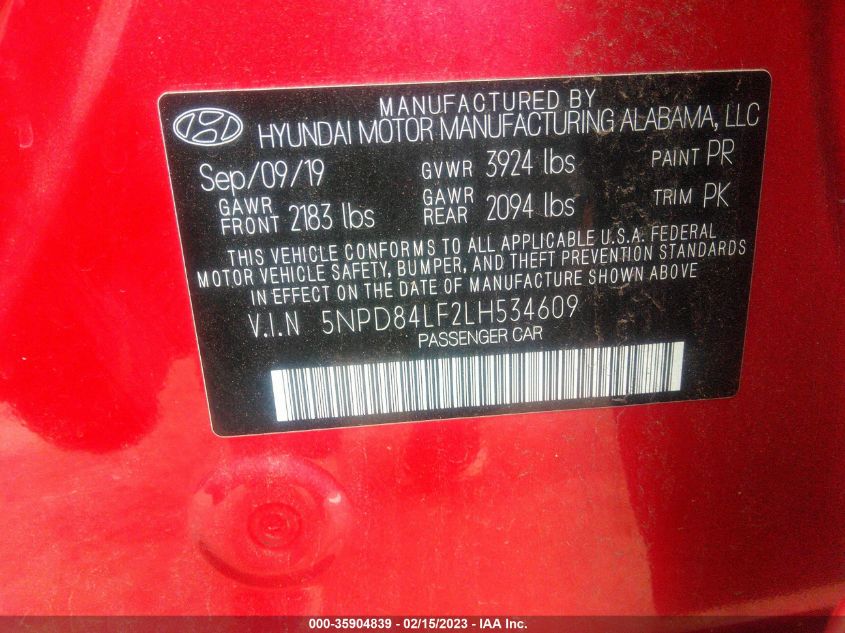 MANUFACTURED BY
HYUNDAI MOTOR MANUFACTURING ALABAMA, LLC
Sep/09/19 GVWR 3924 lbs PAINT PR
GAWR FRONT 2183 lbs GAWR REAR 2094 lbs TRIM PK
THIS VEHICLE CONFORMS TO ALL APPLICABLE U.S.A. FEDERAL
MOTOR VEHICLE SAFETY, BUMPER, AND THEFT PREVENTION STANDARDS
IN EFFECT ON THE DATE OF MANUFACTURE SHOWN ABOVE
V.I.N 5NPD84LF2LH534609
PASSENGER CAR
000-35904839 - 02/15/2023 - IAA Inc.